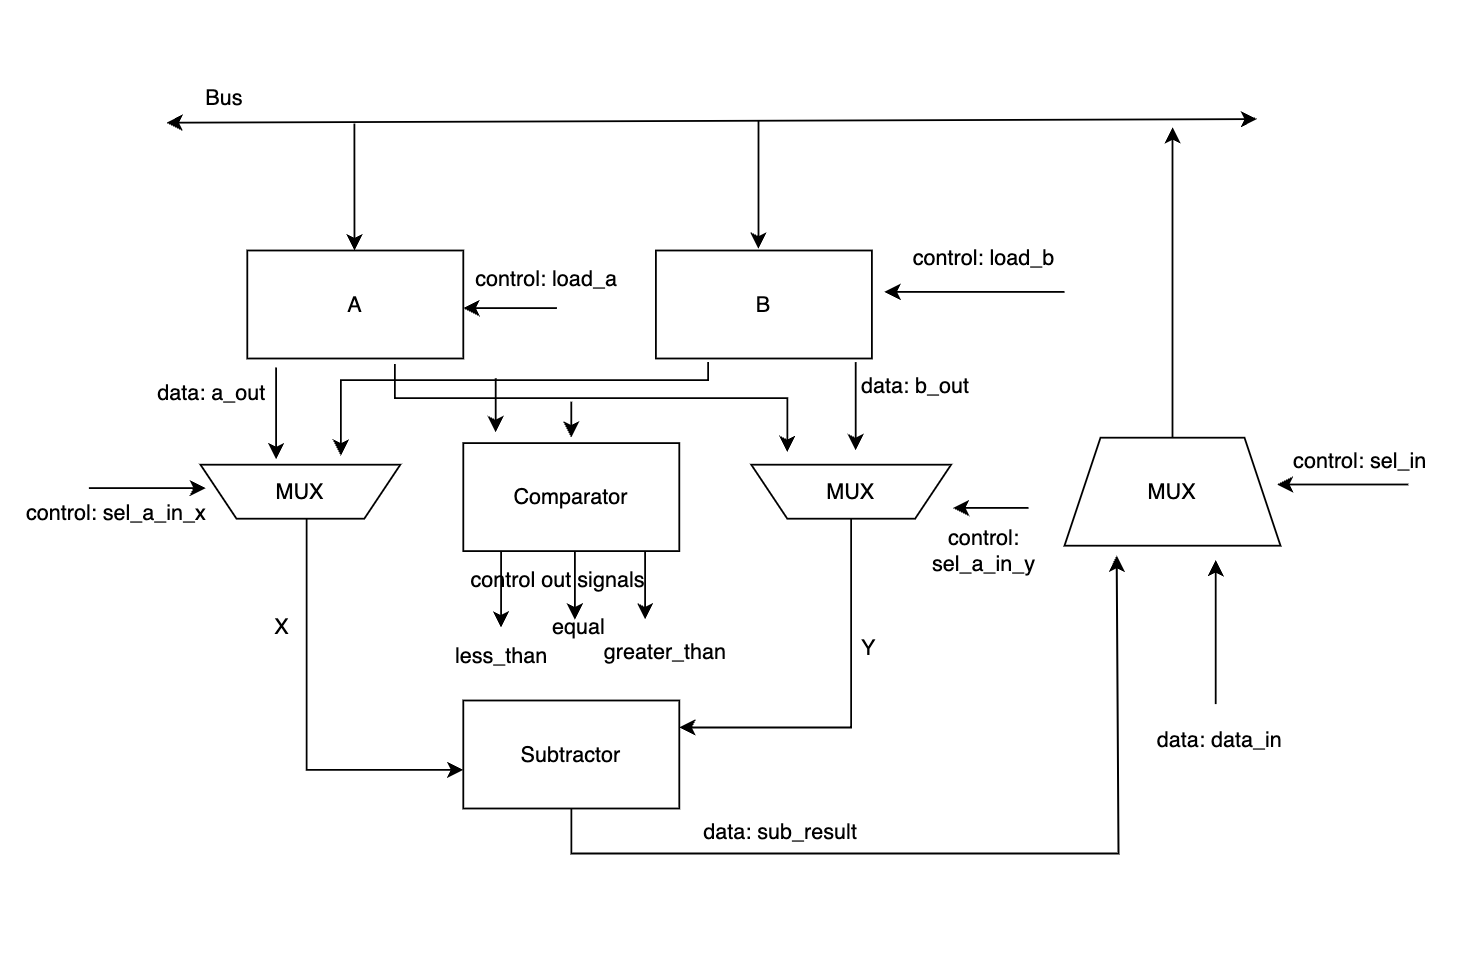 Bus
control: load_b
control: load_a
A
B
data: a_out
data: b_out
control: sel_in
MUX
Comparator
MUX
MUX
control: sel_a_in_x
control:
sel_a_in_y
control out signals
X
equal
Y
less_than
greater_than
data: data_in
Subtractor
data: sub_result